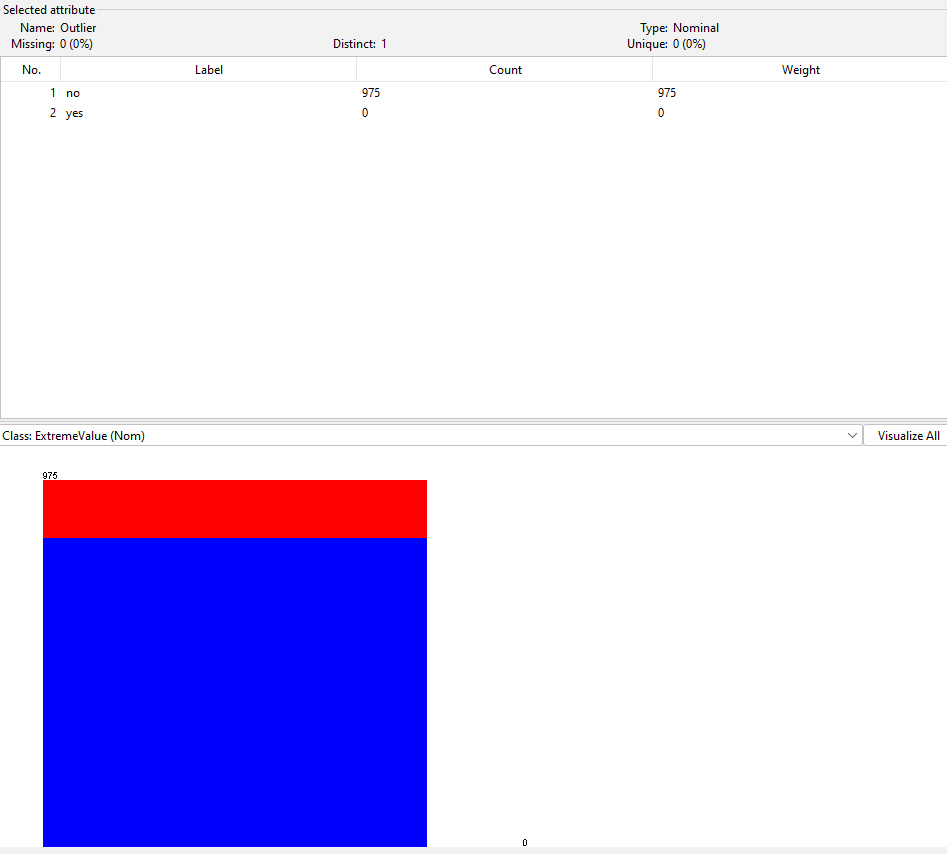 Selected attribute
Name: Outlier Type: Nominal
Missing: 0 (0%) Distinct: 1 Unique: 0 (0%)
No. Label Count Weight
1 no 975 975
2 yes 0 0
Class: ExtremeValue (Nom) Visualize All
975
0